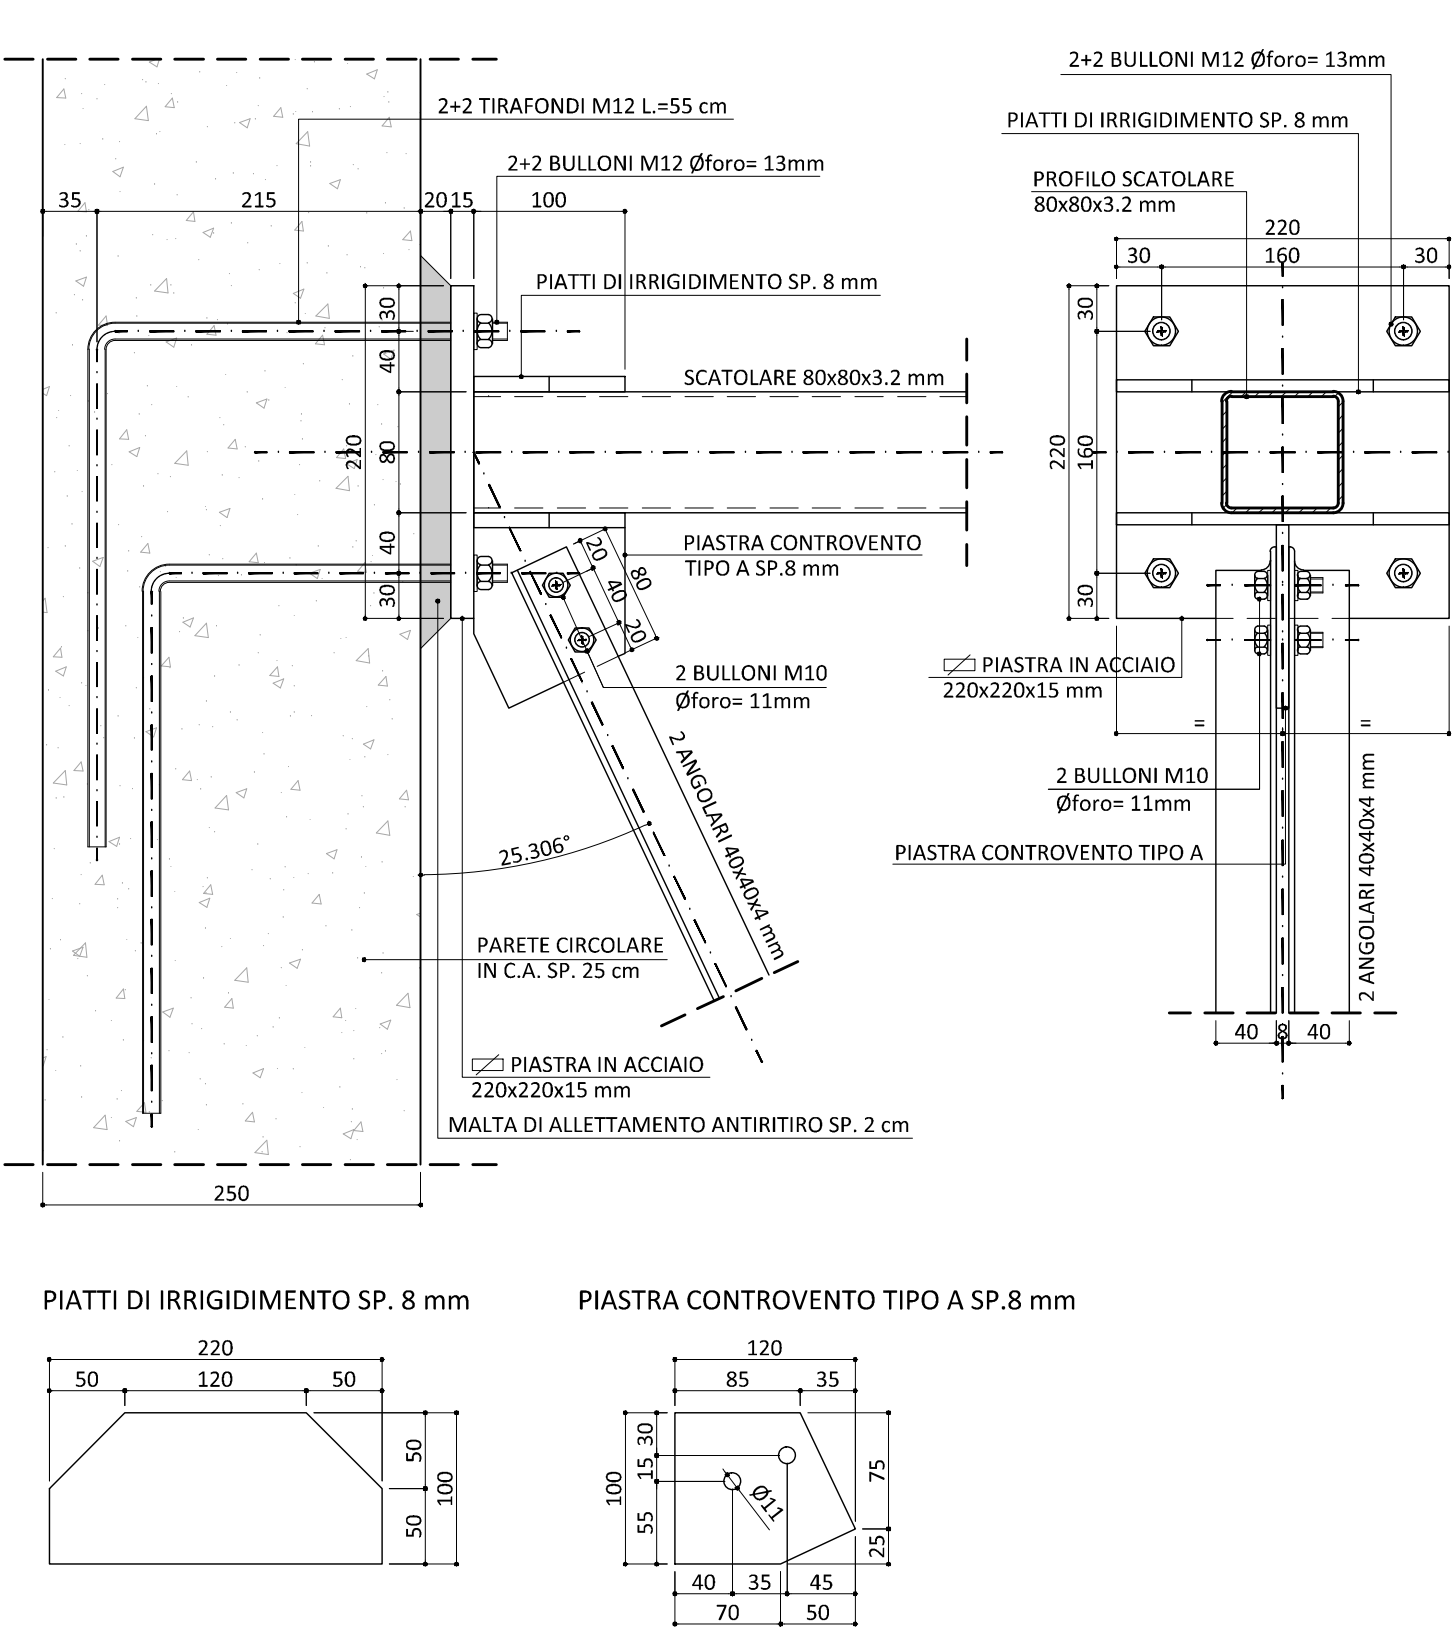 2+2 BULLONI M12 Øforo= 13mm
2+2 TIRAFONDI M12 L.=55 cm
PIATTI DI IRRIGIDIMENTO SP. 8 mm
2+2 BULLONI M12 Øforo= 13mm
PROFILO SCATOLARE
80x80x3.2 mm
35 215 20 15 100
220
30 160 30
PIATTI DI IRRIGIDIMENTO SP. 8 mm
30
40
80
40
30
220
SCATOLARE 80x80x3.2 mm
30
160
30
220
PIASTRA CONTROVENTO
TIPO A SP.8 mm
20
40
20
80
2 BULLONI M10
Øforo= 11mm
PIASTRA IN ACCIAIO
220x220x15 mm
= =
2 ANGOLARI 40x40x4 mm
2 BULLONI M10
Øforo= 11mm
25.306°
PIASTRA CONTROVENTO TIPO A
2 ANGOLARI 40x40x4 mm
PARETE CIRCOLARE
IN C.A. SP. 25 cm
40 8 40
PIASTRA IN ACCIAIO
220x220x15 mm
MALTA DI ALLETTAMENTO ANTIRITIRO SP. 2 cm
250
PIATTI DI IRRIGIDIMENTO SP. 8 mm
220
50 120 50
50
50
100
PIASTRA CONTROVENTO TIPO A SP.8 mm
120
85 35
30
15
55
100
Ø11
75
25
40 35 45
70 50